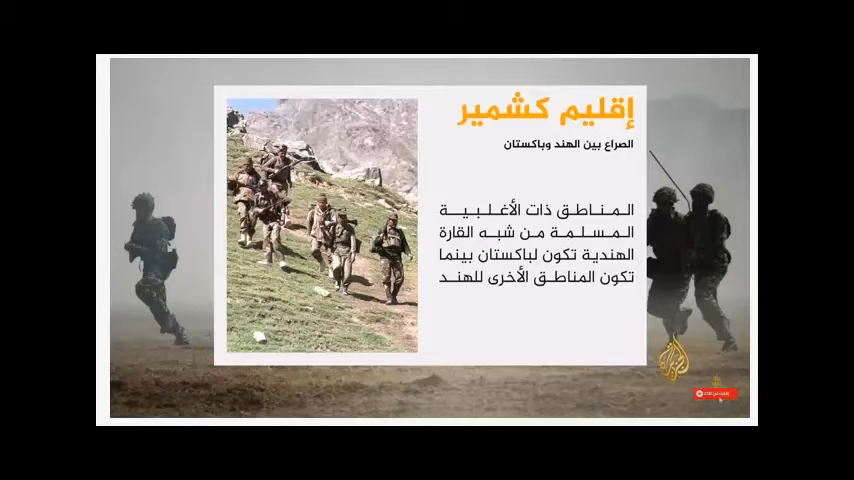 إقليم كشمير
الصراع بين الهند وباكستان
المناطق ذات الأغلبية
المسلمة من شبه القارة
الهندية تكون لباكستان بينما
تكون المناطق الأخرى للهند
الجزيرة